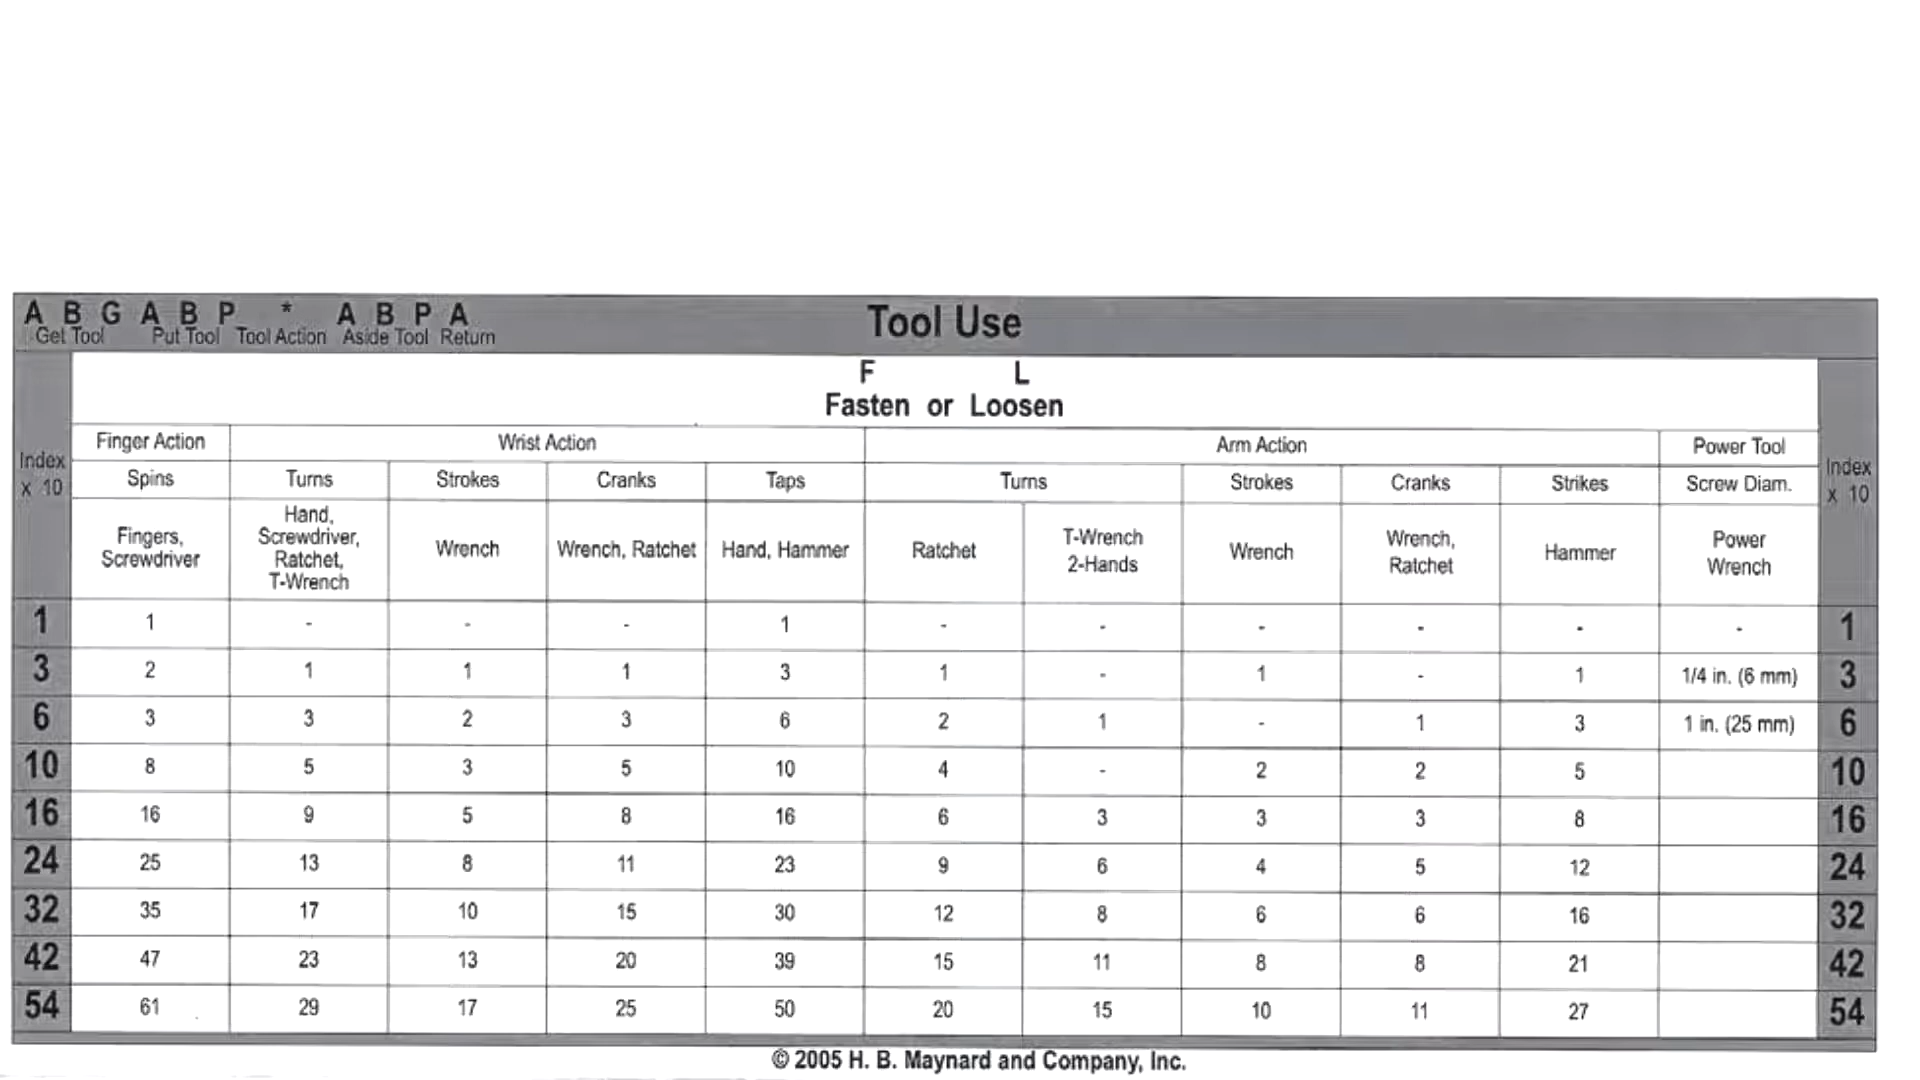 A B G A B P * A B P A
Get Tool Put Tool Tool Action Aside Tool Return
Tool Use
F L
Fasten or Loosen
Index x 10 Finger Action Wrist Action Arm Action Power Tool Index x 10
Spins Turns Strokes Cranks Taps Turns Strokes Cranks Strikes Screw Diam.
Fingers, Screwdriver Hand, Screwdriver, Ratchet, T-Wrench Wrench Wrench, Ratchet Hand, Hammer Ratchet T-Wrench 2-Hands Wrench Wrench, Ratchet Hammer Power Wrench
1 1 - - - 1 - - - - - - 1
3 2 1 1 1 3 1 - 1 - 1 1/4 in. (6 mm) 3
6 3 3 2 3 6 2 1 - 1 3 1 in. (25 mm) 6
10 8 5 3 5 10 4 - 2 2 5 10
16 16 9 5 8 16 6 3 3 3 8 16
24 25 13 8 11 23 9 6 4 5 12 24
32 35 17 10 15 30 12 8 6 6 16 32
42 47 23 13 20 39 15 11 8 8 21 42
54 61 29 17 25 50 20 15 10 11 27 54
© 2005 H. B. Maynard and Company, Inc.